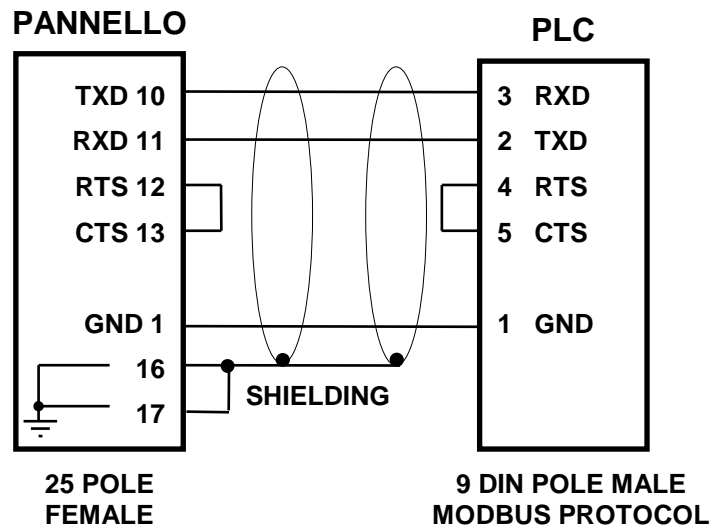 PANNELLO
PLC
TXD 10
3 RXD
RXD 11
2 TXD
RTS 12
4 RTS
CTS 13
5 CTS
GND 1
1 GND
16
SHIELDING
17
25 POLE
FEMALE
9 DIN POLE MALE
MODBUS PROTOCOL